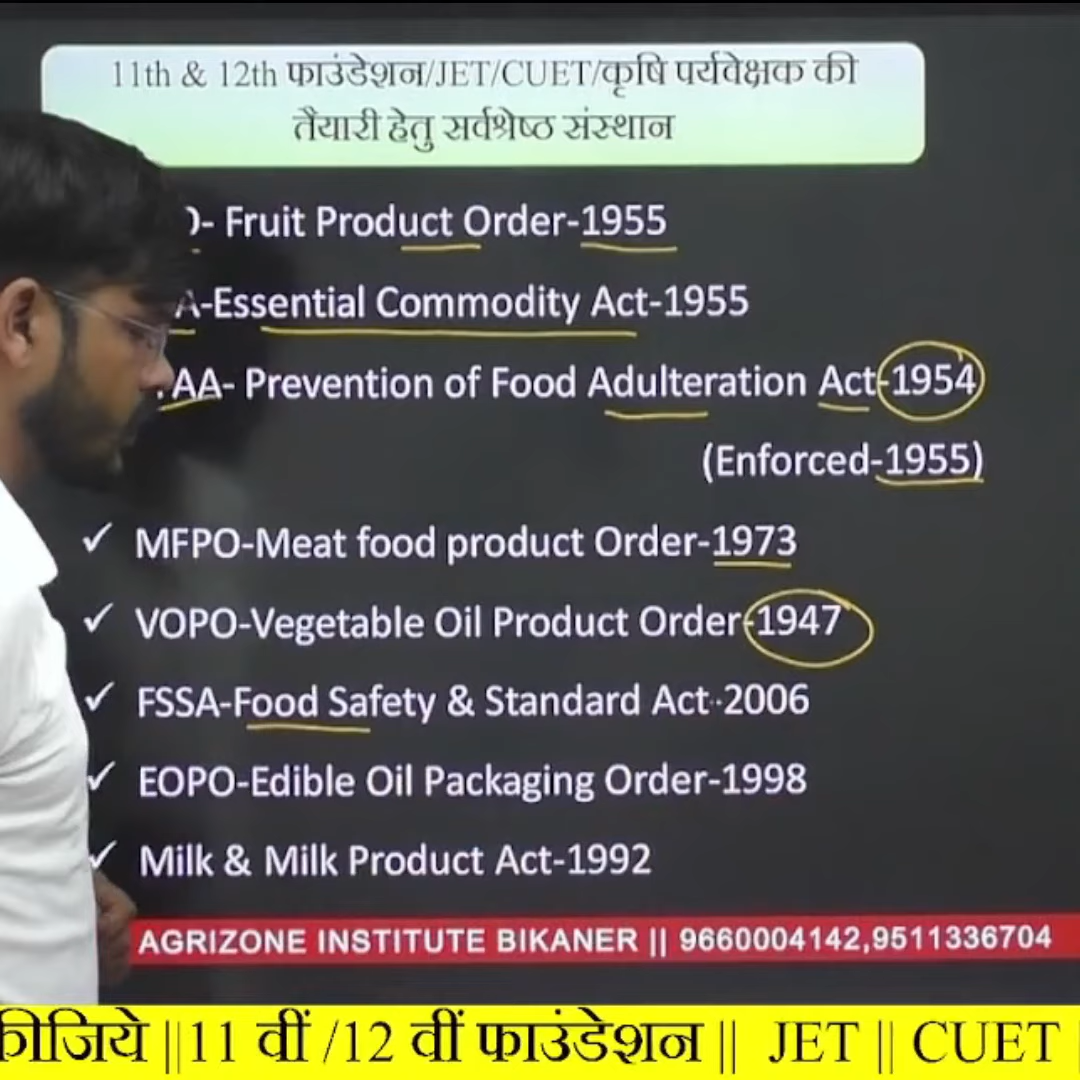 11th & 12th फाउंडेशन/JET/CUET/कृषि पर्यवेक्षक की
तैयारी हेतु सर्वश्रेष्ठ संस्थान
- Fruit Product Order-1955
A-Essential Commodity Act-1955
AA- Prevention of Food Adulteration Act-1954
(Enforced-1955)
✓ MFPO-Meat food product Order-1973
✓ VOPO-Vegetable Oil Product Order-1947
✓ FSSA-Food Safety & Standard Act-2006
✓ EOPO-Edible Oil Packaging Order-1998
✓ Milk & Milk Product Act-1992
AGRIZONE INSTITUTE BIKANER || 9660004142,9511336704
कीजिये ||11 वीं /12 वीं फाउंडेशन || JET || CUET |